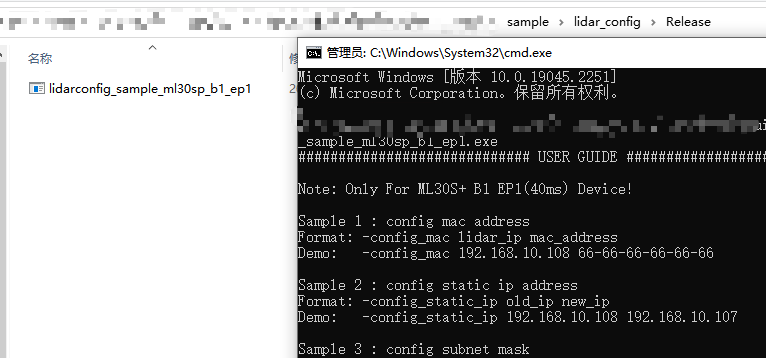 sample > lidar_config > Release
名称
lidarconfig_sample_ml30sp_b1_ep1
管理员: C:\Windows\System32\cmd.exe
Microsoft Windows [版本 10.0.19045.2251]
(c) Microsoft Corporation。保留所有权利。
_sample_ml30sp_b1_ep1.exe
############################ USER GUIDE #################
Note: Only For ML30S+ B1 EP1(40ms) Device!
Sample 1 : config mac address
Format: -config_mac lidar_ip mac_address
Demo:   -config_mac 192.168.10.108 66-66-66-66-66-66
Sample 2 : config static ip address
Format: -config_static_ip old_ip new_ip
Demo:   -config_static_ip 192.168.10.108 192.168.10.107
Sample 3 : config subnet mask